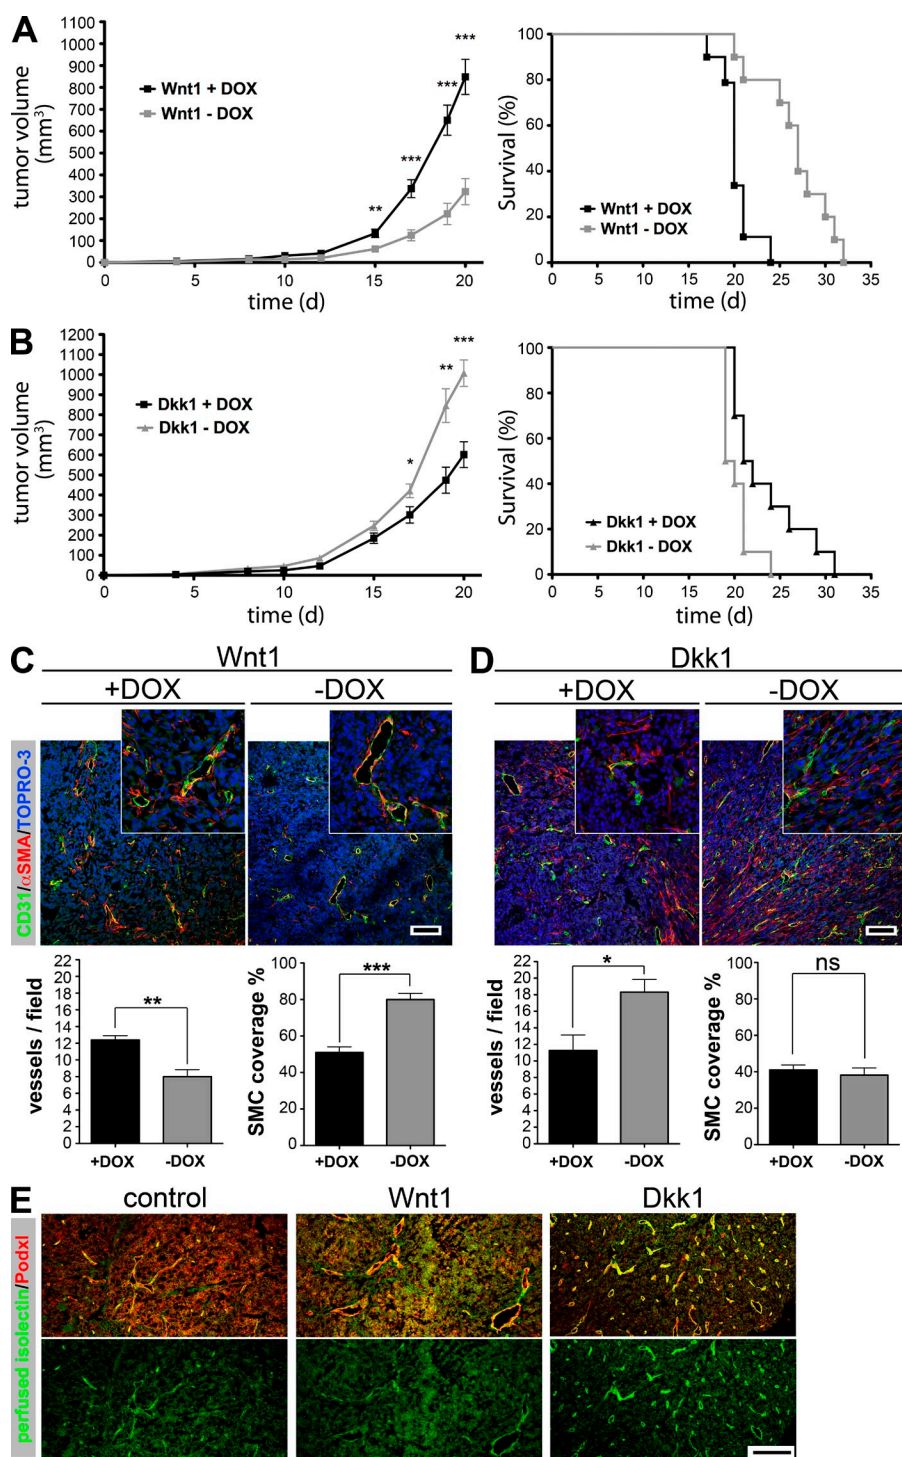 A
tumor volume
(mm³)
1100
1000
900
800
700
600
500
400
300
200
100
0
Wnt1 + DOX
Wnt1 - DOX
**
***
***
***
0
5
10
15
20
time (d)
Survival (%)
100
80
60
40
20
0
Wnt1 + DOX
Wnt1 - DOX
0
5
10
15
20
25
30
35
time (d)
B
tumor volume
(mm³)
1200
1100
1000
900
800
700
600
500
400
300
200
100
0
Dkk1 + DOX
Dkk1 - DOX
*
**
***
0
5
10
15
20
time (d)
Survival (%)
100
80
60
40
20
0
Dkk1 + DOX
Dkk1 - DOX
0
5
10
15
20
25
30
35
time (d)
C
Wnt1
+DOX
-DOX
CD31/αSMA/TOPRO-3
D
Dkk1
+DOX
-DOX
vessels / field
22
20
18
16
14
12
10
8
6
4
2
0
**
+DOX
-DOX
SMC coverage %
100
80
60
40
20
0
***
+DOX
-DOX
vessels / field
22
20
18
16
14
12
10
8
6
4
2
0
*
+DOX
-DOX
SMC coverage %
100
80
60
40
20
0
ns
+DOX
-DOX
E
control
Wnt1
Dkk1
perfused isolectin/Podxl